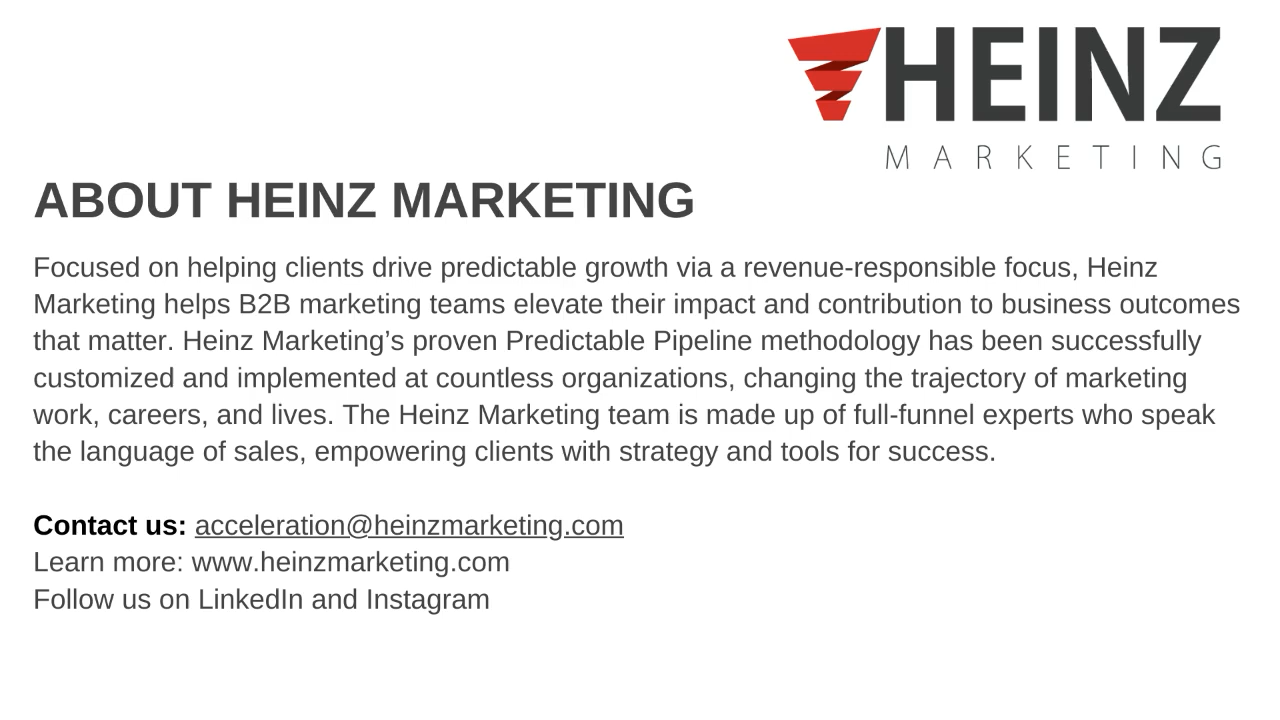 HEINZ
MARKETING
ABOUT HEINZ MARKETING
Focused on helping clients drive predictable growth via a revenue-responsible focus, Heinz
Marketing helps B2B marketing teams elevate their impact and contribution to business outcomes
that matter. Heinz Marketing’s proven Predictable Pipeline methodology has been successfully
customized and implemented at countless organizations, changing the trajectory of marketing
work, careers, and lives. The Heinz Marketing team is made up of full-funnel experts who speak
the language of sales, empowering clients with strategy and tools for success.
Contact us: acceleration@heinzmarketing.com
Learn more: www.heinzmarketing.com
Follow us on LinkedIn and Instagram